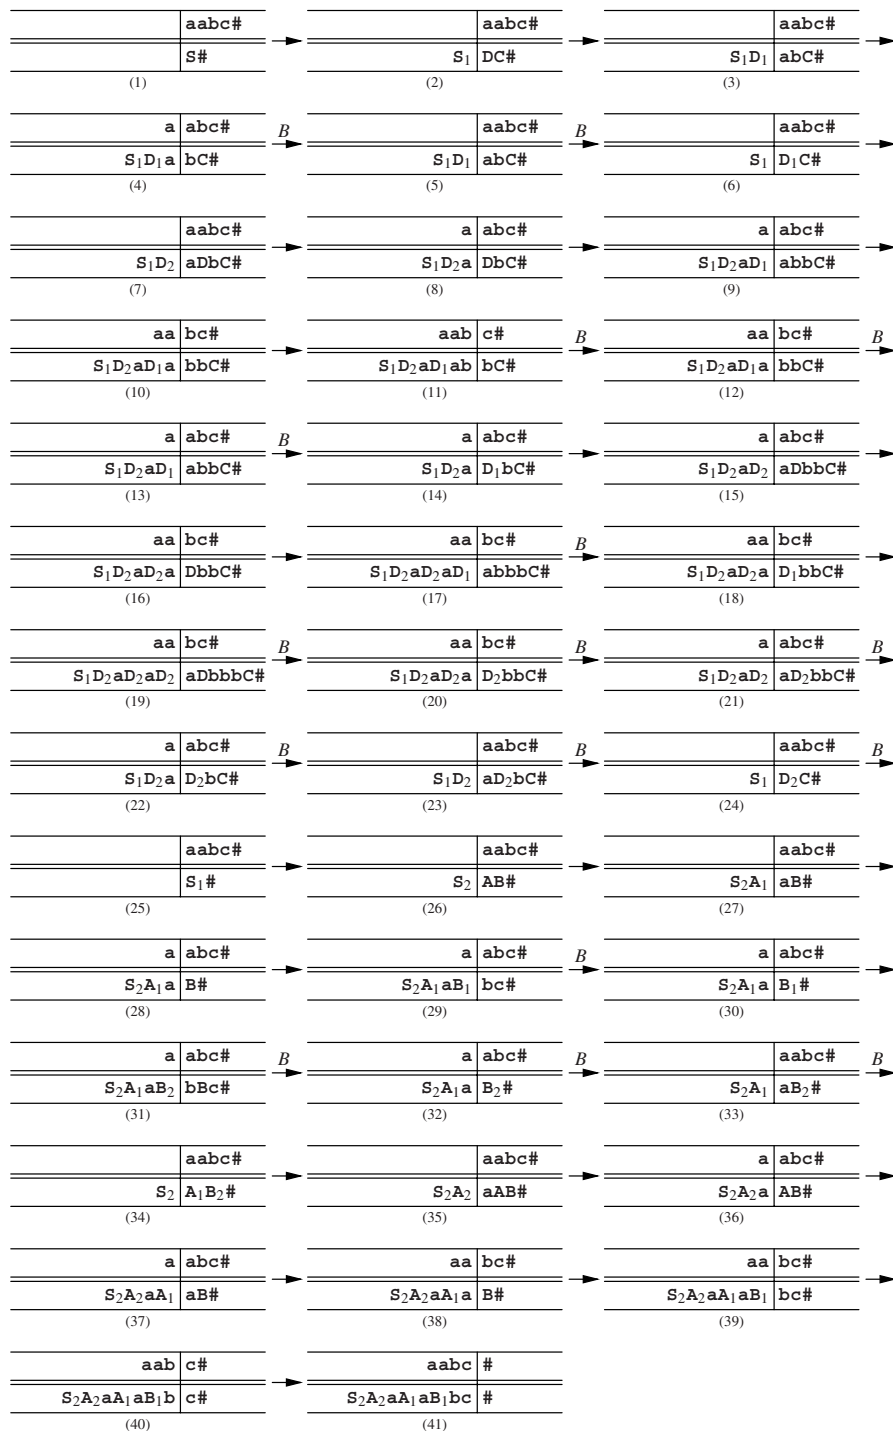 aabc# aabc# aabc#
S# S₁ DC# S₁D₁ abC#
(1) (2) (3)
a abc# B aabc# B aabc#
S₁D₁a bC# S₁D₁ abC# S₁ D₁C#
(4) (5) (6)
aabc# a abc# a abc#
S₁D₂ aDbC# S₁D₂a DbC# S₁D₂aD₁ abbC#
(7) (8) (9)
aa bc# aab c# B aa bc# B
S₁D₂aD₁a bbC# S₁D₂aD₁ab bC# S₁D₂aD₁a bbC#
(10) (11) (12)
a abc# B a abc# a abc#
S₁D₂aD₁ abbC# S₁D₂a D₁bC# S₁D₂aD₂ aDbbC#
(13) (14) (15)
aa bc# aa bc# B aa bc#
S₁D₂aD₂a DbbC# S₁D₂aD₂aD₁ abbbC# S₁D₂aD₂a D₁bbC#
(16) (17) (18)
aa bc# B aa bc# B a abc# B
S₁D₂aD₂aD₂ aDbbbC# S₁D₂aD₂a D₂bbC# S₁D₂aD₂ aD₂bbC#
(19) (20) (21)
a abc# B aabc# B aabc# B
S₁D₂a D₂bC# S₁D₂ aD₂bC# S₁ D₂C#
(22) (23) (24)
aabc# aabc# aabc#
S₁# S₂ AB# S₂A₁ aB#
(25) (26) (27)
a abc# a abc# B a abc#
S₂A₁a B# S₂A₁aB₁ bc# S₂A₁a B₁#
(28) (29) (30)
a abc# B a abc# B aabc# B
S₂A₁aB₂ bBc# S₂A₁a B₂# S₂A₁ aB₂#
(31) (32) (33)
aabc# aabc# a abc#
S₂ A₁B₂# S₂A₂ aAB# S₂A₂a AB#
(34) (35) (36)
a abc# aa bc# aa bc#
S₂A₂aA₁ aB# S₂A₂aA₁a B# S₂A₂aA₁aB₁ bc#
(37) (38) (39)
aab c# aabc #
S₂A₂aA₁aB₁b c# S₂A₂aA₁aB₁bc #
(40) (41)